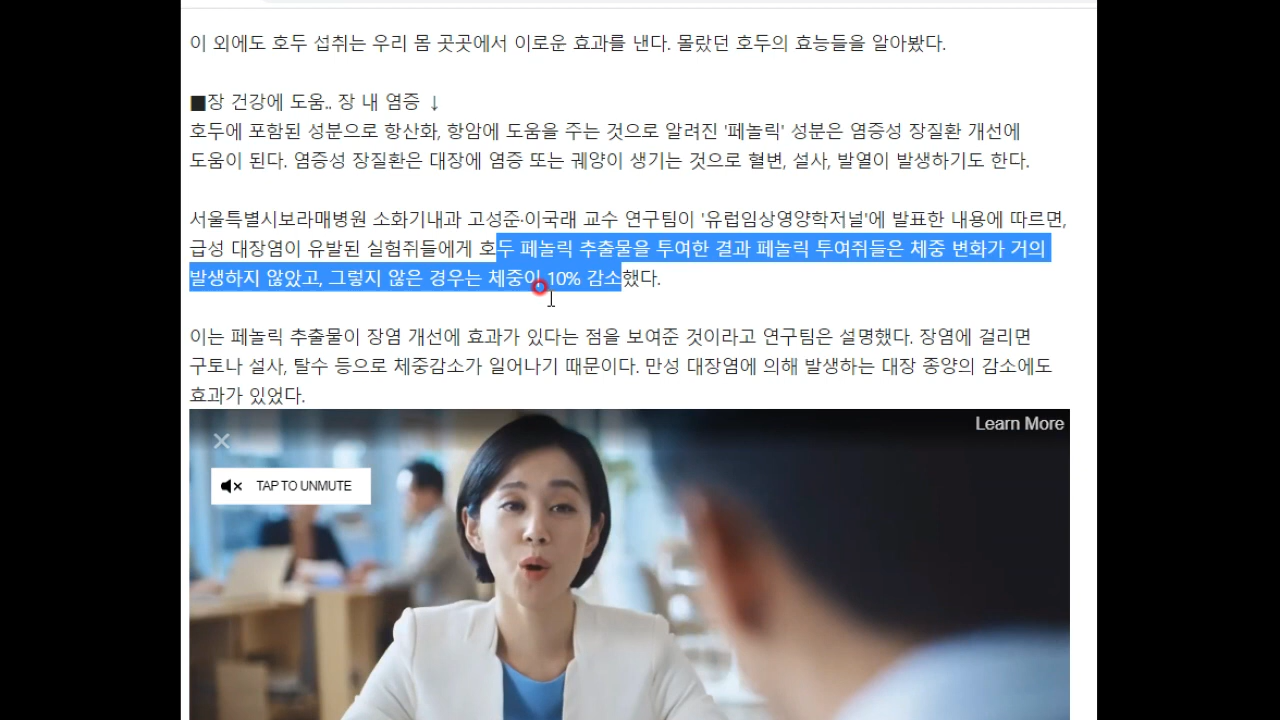 이 외에도 호두 섭취는 우리 몸 곳곳에서 이로운 효과를 낸다. 몰랐던 호두의 효능들을 알아봤다.
■장 건강에 도움.. 장 내 염증 ↓
호두에 포함된 성분으로 항산화, 항암에 도움을 주는 것으로 알려진 '페놀릭' 성분은 염증성 장질환 개선에
도움이 된다. 염증성 장질환은 대장에 염증 또는 궤양이 생기는 것으로 혈변, 설사, 발열이 발생하기도 한다.
서울특별시보라매병원 소화기내과 고성준·이국래 교수 연구팀이 '유럽임상영양학저널'에 발표한 내용에 따르면,
급성 대장염이 유발된 실험쥐들에게 호두 페놀릭 추출물을 투여한 결과 페놀릭 투여쥐들은 체중 변화가 거의
발생하지 않았고, 그렇지 않은 경우는 체중이 10% 감소했다.
이는 페놀릭 추출물이 장염 개선에 효과가 있다는 점을 보여준 것이라고 연구팀은 설명했다. 장염에 걸리면
구토나 설사, 탈수 등으로 체중감소가 일어나기 때문이다. 만성 대장염에 의해 발생하는 대장 종양의 감소에도
효과가 있었다.
Learn More
TAP TO UNMUTE